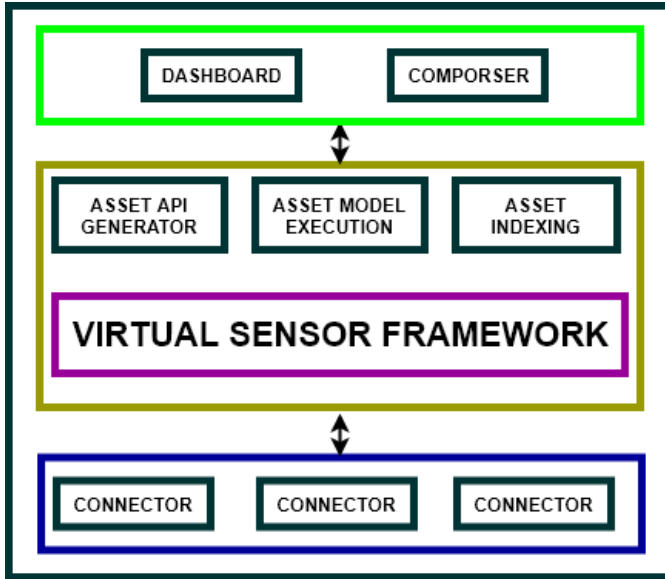 DASHBOARD
COMPORSER
ASSET API
GENERATOR
ASSET MODEL
EXECUTION
ASSET
INDEXING
VIRTUAL SENSOR FRAMEWORK
CONNECTOR
CONNECTOR
CONNECTOR